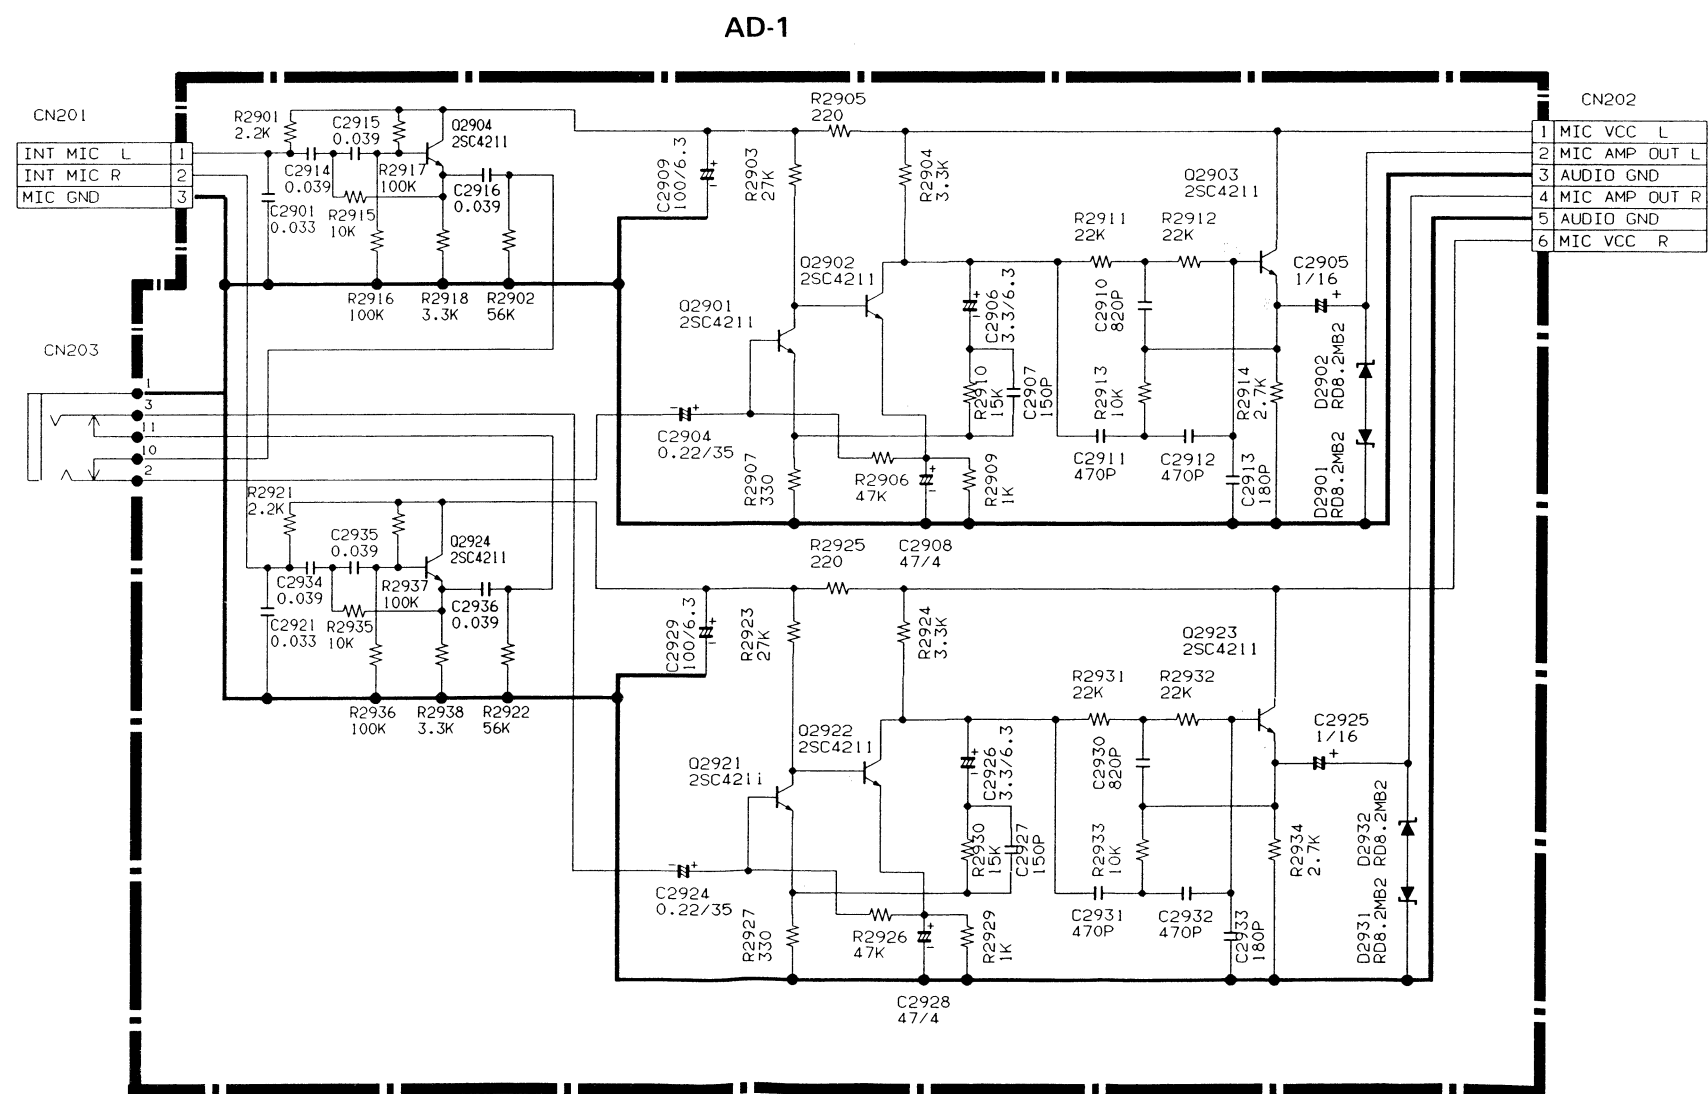 AD-1
CN201
INT MIC L 1
INT MIC R 2
MIC GND 3
CN202
1 MIC VCC L
2 MIC AMP OUT L
3 AUDIO GND
4 MIC AMP OUT R
5 AUDIO GND
6 MIC VCC R
CN203
1
3
11
10
2
R2901
2.2K
C2915
0.039
Q2904
2SC4211
C2914
0.039
R2917
100K
C2916
0.039
C2901
0.033
R2915
10K
R2916
100K
R2918
3.3K
R2902
56K
C2909
100/6.3
R2903
27K
R2905
220
R2904
3.3K
Q2903
2SC4211
R2911
22K
R2912
22K
Q2902
2SC4211
Q2901
2SC4211
C2906
3.3/6.3
C2910
820P
C2905
1/16
R2910
15K
C2907
150P
R2913
10K
R2914
2.7K
D2902
RD8.2MB2
C2904
0.22/35
R2907
330
R2906
47K
R2909
1K
C2911
470P
C2912
470P
C2913
180P
D2901
RD8.2MB2
C2908
47/4
R2921
2.2K
C2935
0.039
Q2924
2SC4211
C2934
0.039
R2937
100K
C2936
0.039
C2921
0.033
R2935
10K
R2936
100K
R2938
3.3K
R2922
56K
R2925
220
C2929
100/6.3
R2923
27K
R2924
3.3K
Q2923
2SC4211
R2931
22K
R2932
22K
Q2922
2SC4211
Q2921
2SC421i
C2926
3.3/6.3
C2930
820P
C2925
1/16
R2930
15K
C2927
150P
R2933
10K
R2934
2.7K
D2932
RD8.2MB2
C2924
0.22/35
R2927
330
R2926
47K
R2929
1K
C2931
470P
C2932
470P
C2933
180P
D2931
RD8.2MB2
C2928
47/4